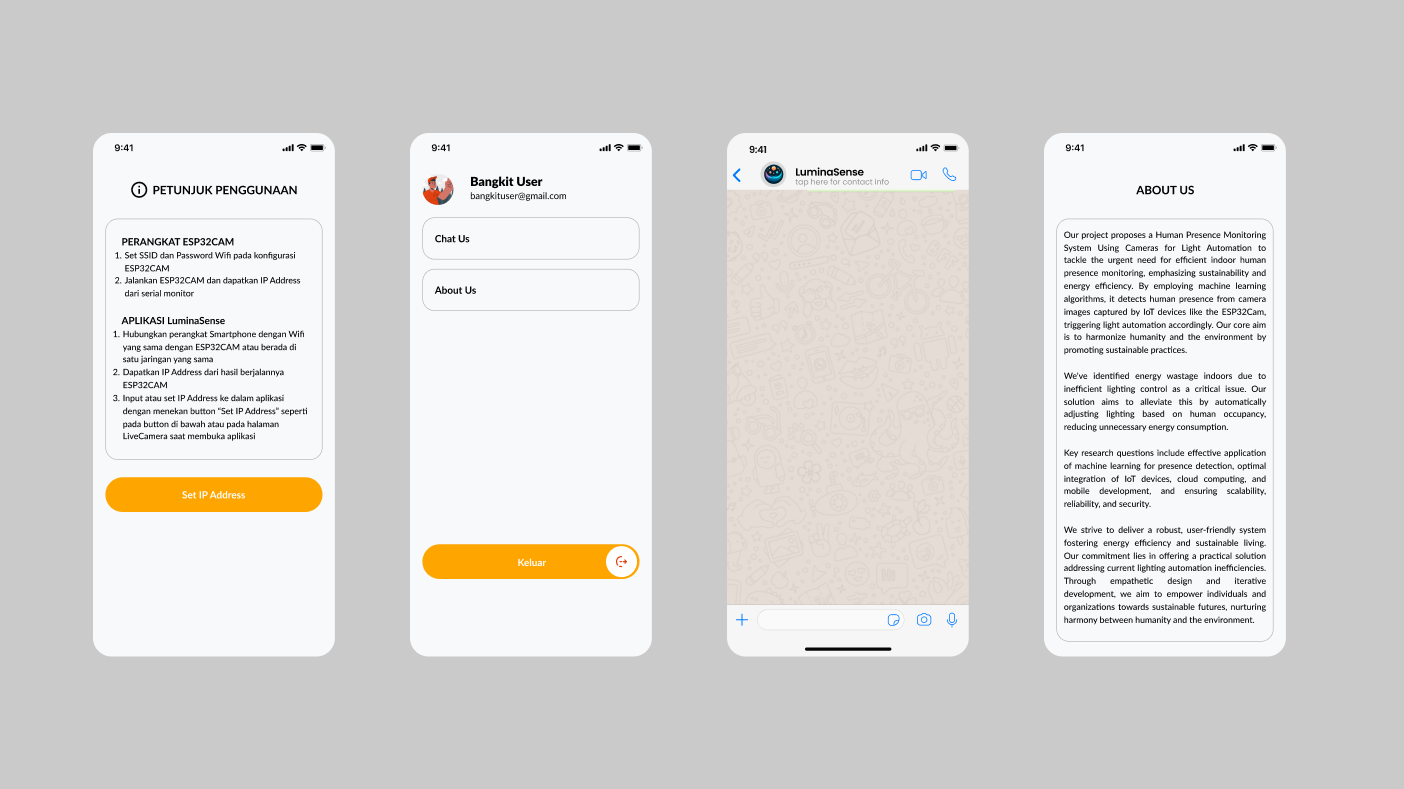 9:41
PETUNJUK PENGGUNAAN
PERANGKAT ESP32CAM
1. Set SSID dan Password Wifi pada konfigurasi
ESP32CAM
2. Jalankan ESP32CAM dan dapatkan IP Address
dari serial monitor
APLIKASI LuminaSense
1. Hubungkan perangkat Smartphone dengan Wifi
yang sama dengan ESP32CAM atau berada di
satu jaringan yang sama
2. Dapatkan IP Address dari hasil berjalannya
ESP32CAM
3. Input atau set IP Address ke dalam aplikasi
dengan menekan button "Set IP Address" seperti
pada button di bawah atau pada halaman
LiveCamera saat membuka aplikasi
Set IP Address
9:41
Bangkit User
bangkituser@gmail.com
Chat Us
About Us
Keluar
9:41
LuminaSense
tap here for contact info
9:41
ABOUT US
Our project proposes a Human Presence Monitoring
System Using Cameras for Light Automation to
tackle the urgent need for efficient indoor human
presence monitoring, emphasizing sustainability and
energy efficiency. By employing machine learning
algorithms, it detects human presence from camera
images captured by IoT devices like the ESP32Cam,
triggering light automation accordingly. Our core aim
is to harmonize humanity and the environment by
promoting sustainable practices.
We've identified energy wastage indoors due to
inefficient lighting control as a critical issue. Our
solution aims to alleviate this by automatically
adjusting lighting based on human occupancy,
reducing unnecessary energy consumption.
Key research questions include effective application
of machine learning for presence detection, optimal
integration of IoT devices, cloud computing, and
mobile development, and ensuring scalability,
reliability, and security.
We strive to deliver a robust, user-friendly system
fostering energy efficiency and sustainable living.
Our commitment lies in offering a practical solution
addressing current lighting automation inefficiencies.
Through empathetic design and iterative
development, we aim to empower individuals and
organizations towards sustainable futures, nurturing
harmony between humanity and the environment.